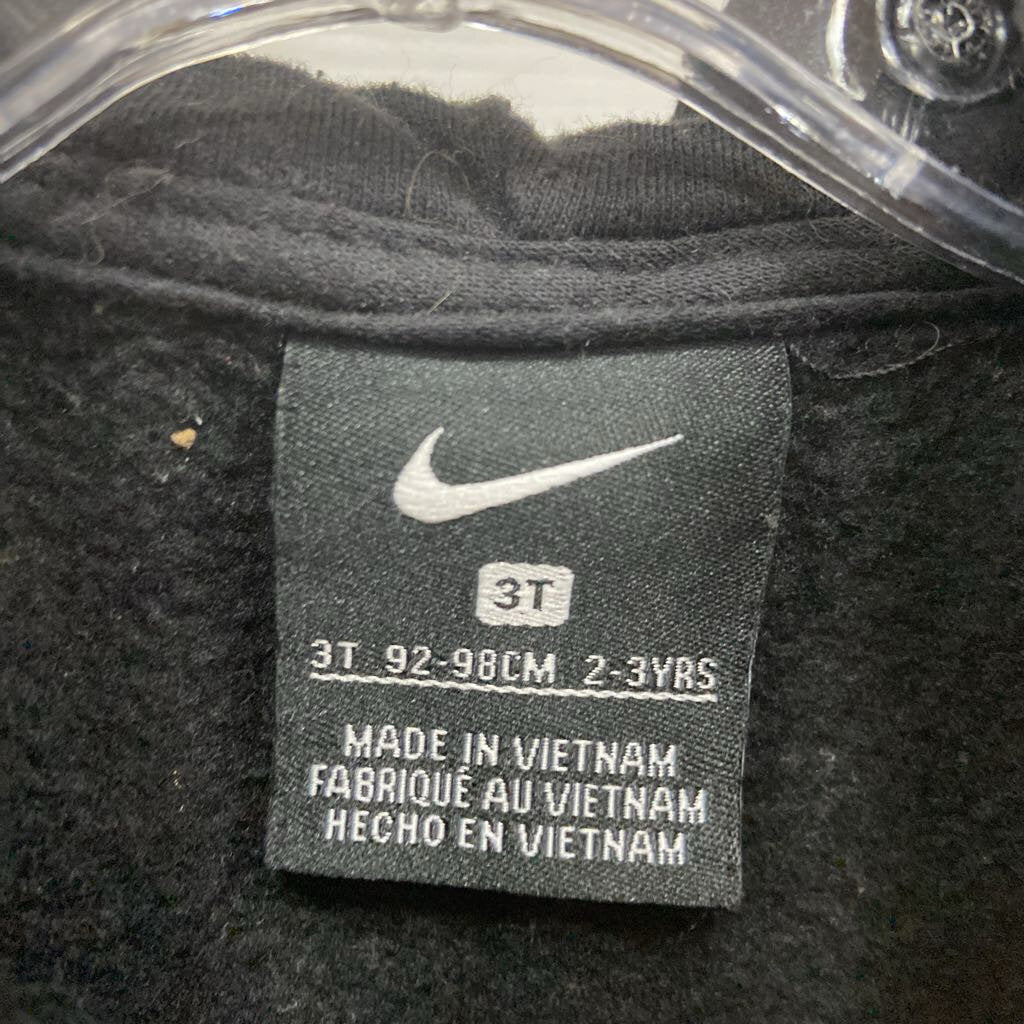 3T
3T 92-98CM 2-3YRS
MADE IN VIETNAM
FABRIQUÉ AU VIETNAM
HECHO EN VIETNAM